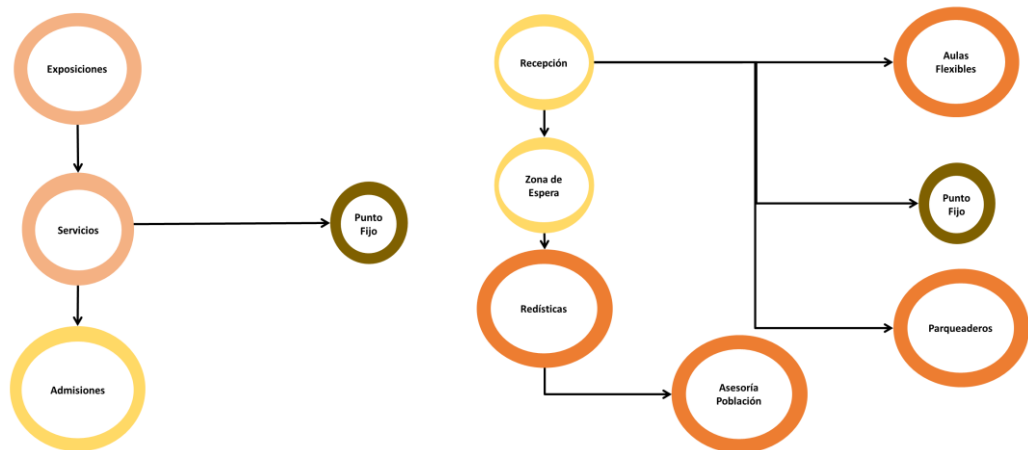 Exposiciones
Servicios
Punto
Fijo
Admisiones
Recepción
Aulas
Flexibles
Zona de
Espera
Punto
Fijo
Redísticas
Parqueaderos
Asesoría
Población